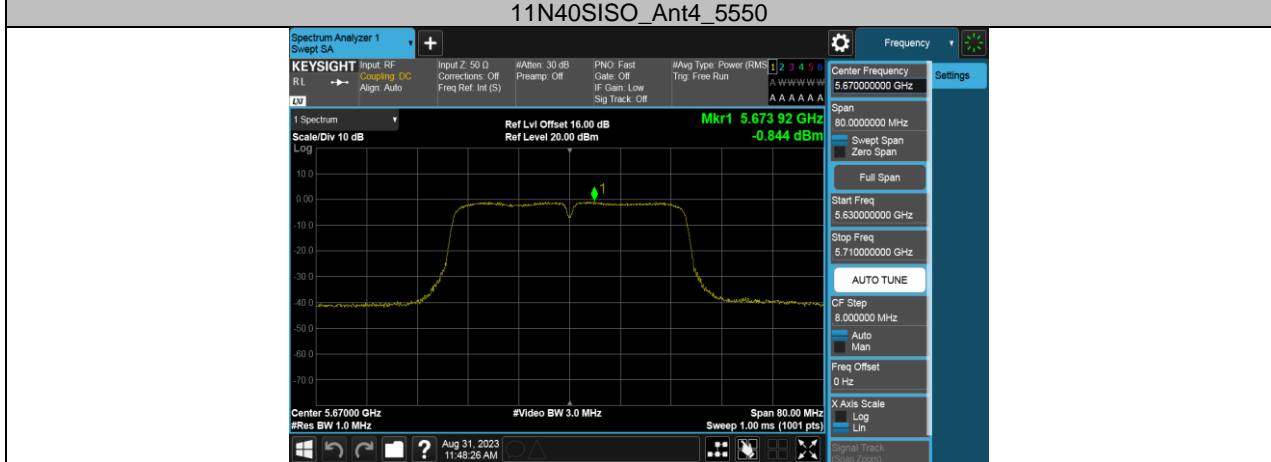 11N40SISO_Ant4_5550
Spectrum Analyzer 1
Swept SA
+
Frequency
KEYSIGHT
RL
LXI
Input: RF
Coupling: DC
Align: Auto
Input Z: 50 Ω
Corrections: Off
Freq Ref: Int (S)
#Atten: 30 dB
Preamp: Off
PNO: Fast
Gate: Off
IF Gain: Low
Sig Track: Off
#Avg Type: Power (RMS
Trig: Free Run
1 2 3 4 5 6
A W W W W W
A A A A A A
Center Frequency
5.670000000 GHz
Settings
Span
80.0000000 MHz
Swept Span
Zero Span
Full Span
Start Freq
5.630000000 GHz
Stop Freq
5.710000000 GHz
AUTO TUNE
CF Step
8.000000 MHz
Auto
Man
Freq Offset
0 Hz
X Axis Scale
Log
Lin
Signal Track
(Span Zoom)
1 Spectrum
Scale/Div 10 dB
Log
Ref Lvl Offset 16.00 dB
Ref Level 20.00 dBm
Mkr1 5.673 92 GHz
-0.844 dBm
10.0
0.00
-10.0
-20.0
-30.0
-40.0
-50.0
-60.0
-70.0
1
Center 5.67000 GHz
#Res BW 1.0 MHz
#Video BW 3.0 MHz
Span 80.00 MHz
Sweep 1.00 ms (1001 pts)
?
Aug 31, 2023
11:48:26 AM